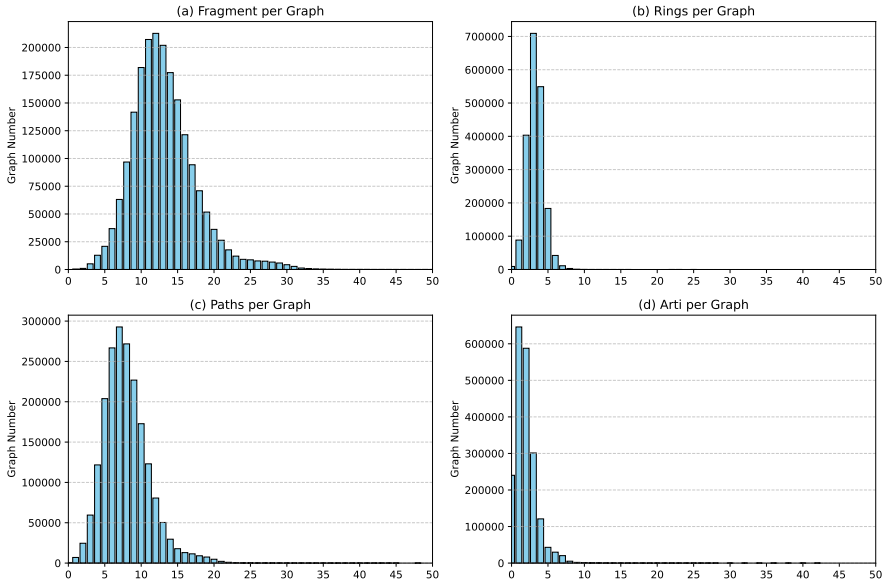 (a) Fragment per Graph
Graph Number
200000
175000
150000
125000
100000
75000
50000
25000
0
0 5 10 15 20 25 30 35 40 45 50
(b) Rings per Graph
Graph Number
700000
600000
500000
400000
300000
200000
100000
0
0 5 10 15 20 25 30 35 40 45 50
(c) Paths per Graph
Graph Number
300000
250000
200000
150000
100000
50000
0
0 5 10 15 20 25 30 35 40 45 50
(d) Arti per Graph
Graph Number
600000
500000
400000
300000
200000
100000
0
0 5 10 15 20 25 30 35 40 45 50